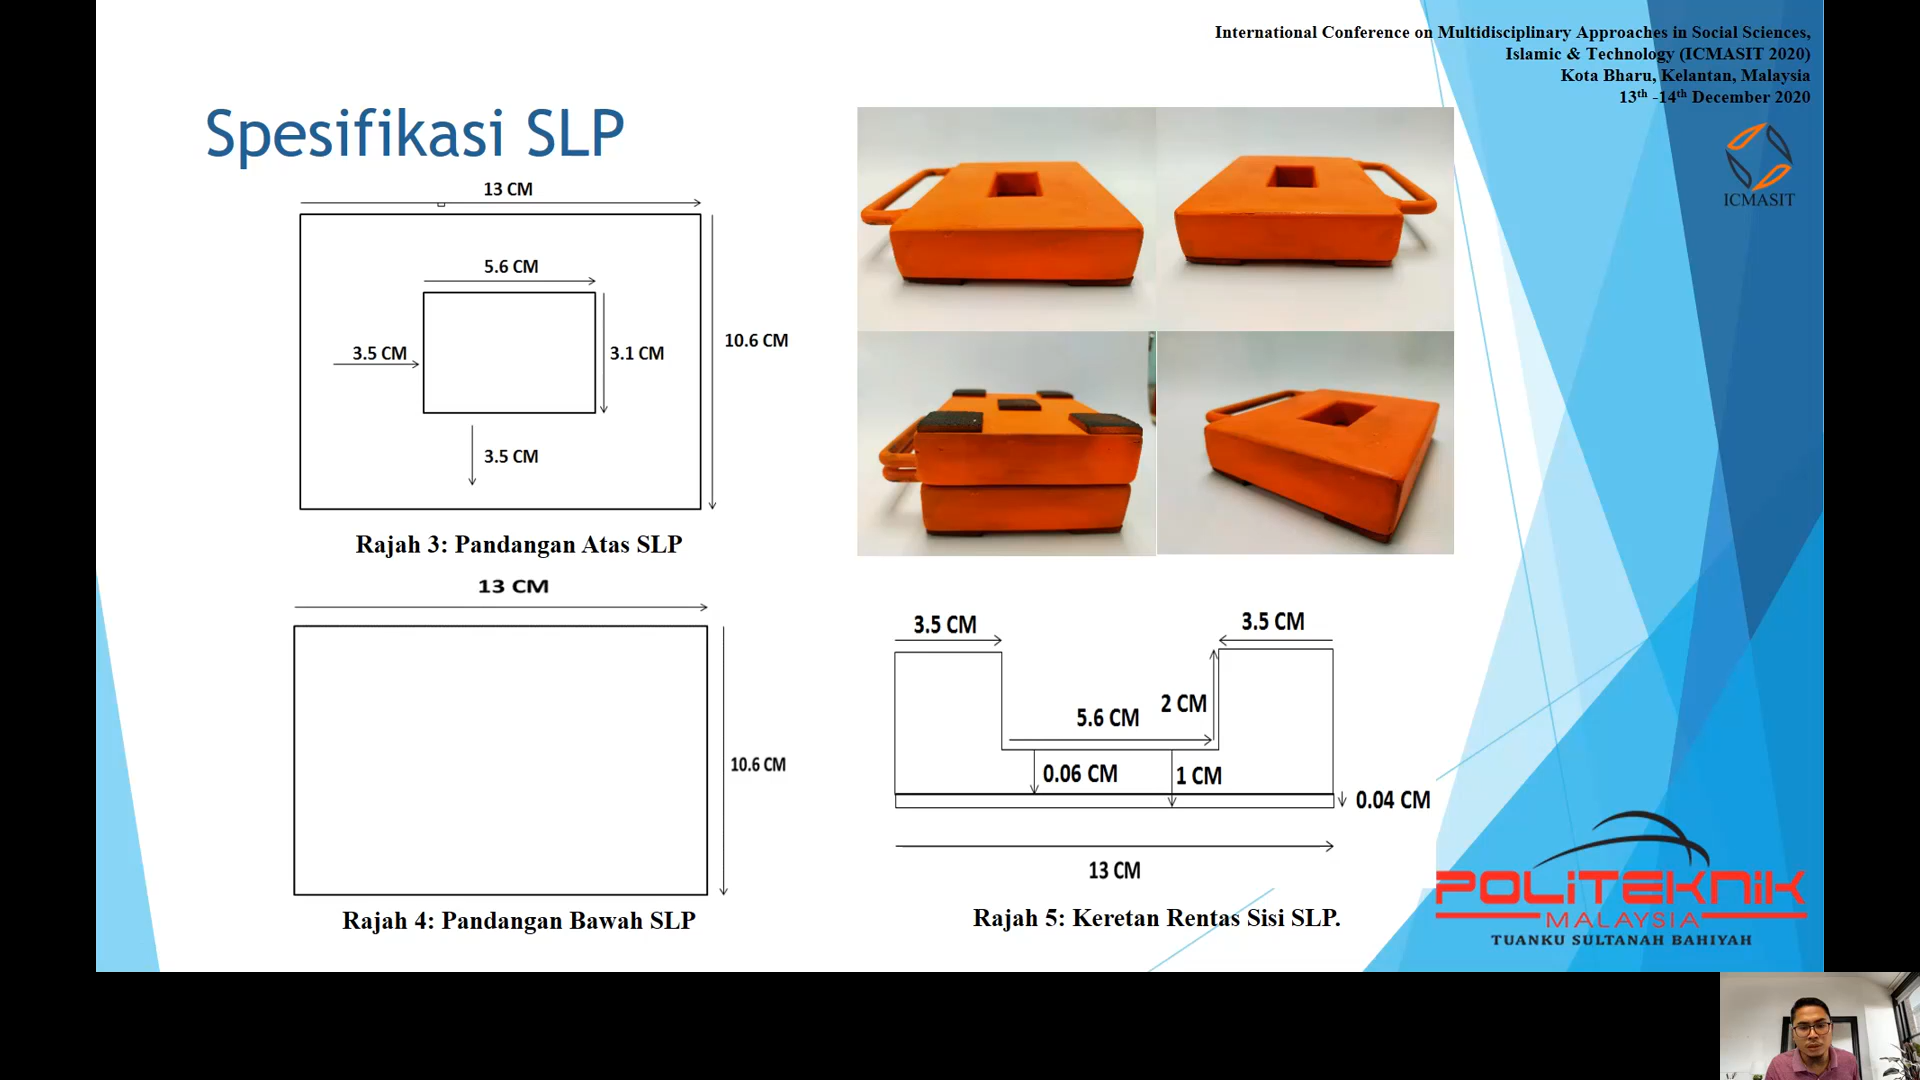 International Conference on Multidisciplinary Approaches in Social Sciences,
Islamic & Technology (ICMASIT 2020)
Kota Bharu, Kelantan, Malaysia
13th -14th December 2020
ICMASIT
Spesifikasi SLP
13 CM
5.6 CM
3.5 CM
3.1 CM
10.6 CM
3.5 CM
Rajah 3: Pandangan Atas SLP
13 CM
10.6 CM
Rajah 4: Pandangan Bawah SLP
3.5 CM
3.5 CM
2 CM
5.6 CM
0.06 CM
1 CM
0.04 CM
13 CM
Rajah 5: Keretan Rentas Sisi SLP.
POLITEKNIK
MALAYSIA
TUANKU SULTANAH BAHIYAH